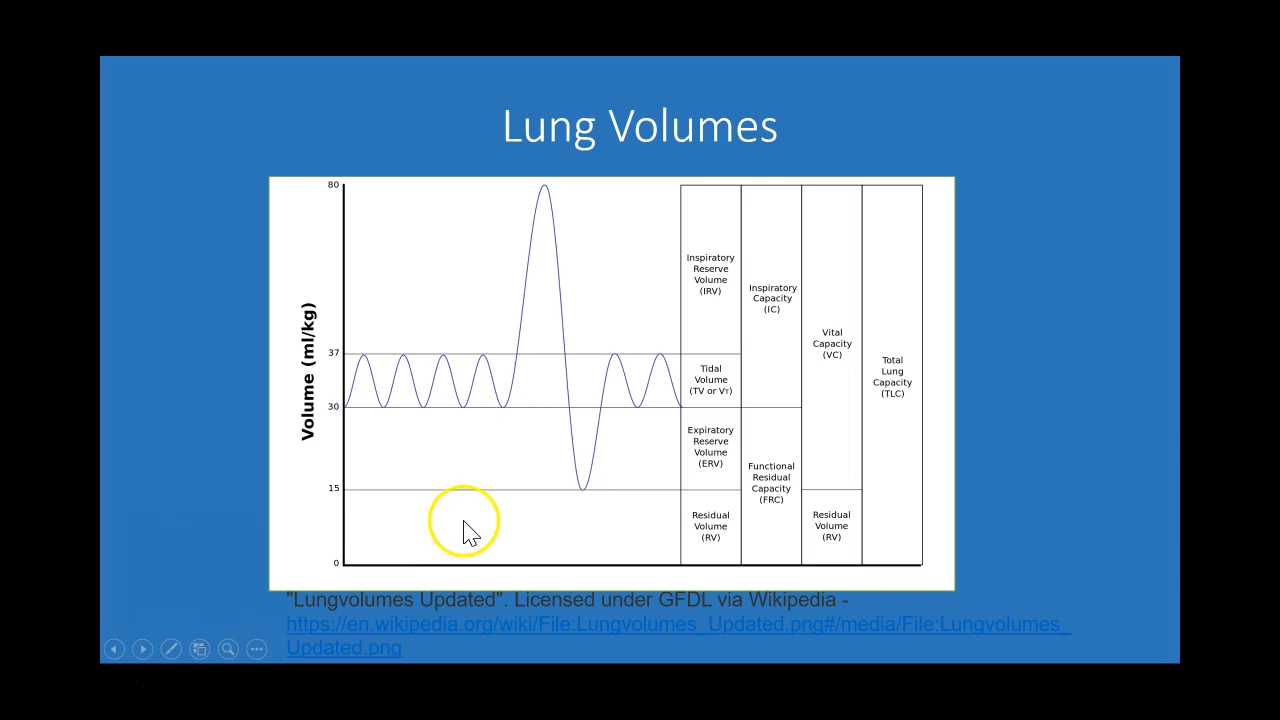 Lung Volumes
Volume (ml/kg)
80
37
30
15
0
Inspiratory
Reserve
Volume
(IRV)
Tidal
Volume
(TV or VT)
Expiratory
Reserve
Volume
(ERV)
Residual
Volume
(RV)
Inspiratory
Capacity
(IC)
Functional
Residual
Capacity
(FRC)
Vital
Capacity
(VC)
Residual
Volume
(RV)
Total
Lung
Capacity
(TLC)
"Lungvolumes Updated". Licensed under GFDL via Wikipedia -
https://en.wikipedia.org/wiki/File:Lungvolumes_Updated.png#/media/File:Lungvolumes_
Updated.png